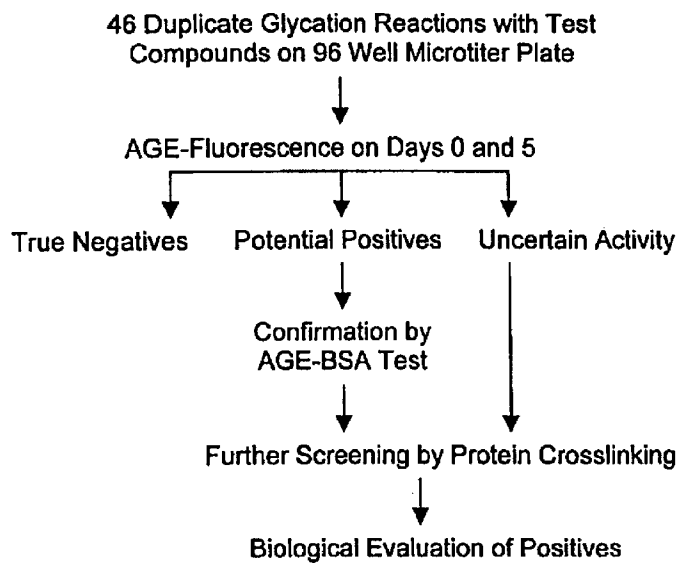 46 Duplicate Glycation Reactions with Test
Compounds on 96 Well Microtiter Plate
AGE-Fluorescence on Days 0 and 5
True Negatives
Potential Positives
Uncertain Activity
Confirmation by
AGE-BSA Test
Further Screening by Protein Crosslinking
Biological Evaluation of Positives